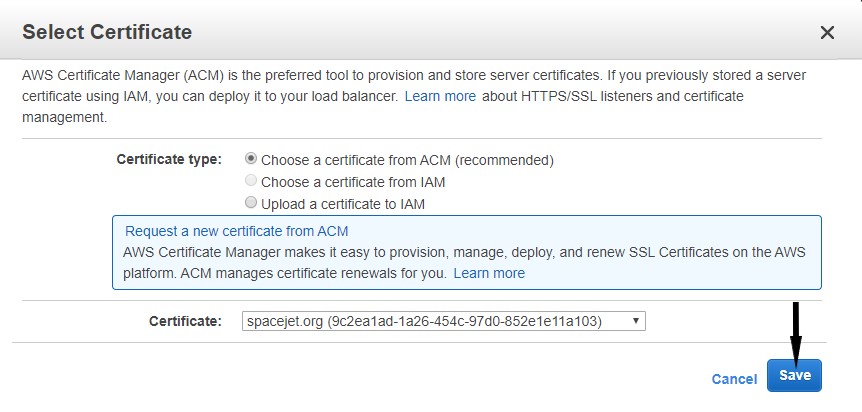 Select Certificate
AWS Certificate Manager (ACM) is the preferred tool to provision and store server certificates. If you previously stored a server
certificate using IAM, you can deploy it to your load balancer. Learn more about HTTPS/SSL listeners and certificate
management.
Certificate type:
Choose a certificate from ACM (recommended)
Choose a certificate from IAM
Upload a certificate to IAM
Request a new certificate from ACM
AWS Certificate Manager makes it easy to provision, manage, deploy, and renew SSL Certificates on the AWS
platform. ACM manages certificate renewals for you. Learn more
Certificate: spacejet.org (9c2ea1ad-1a26-454c-97d0-852e1e11a103)
Cancel Save